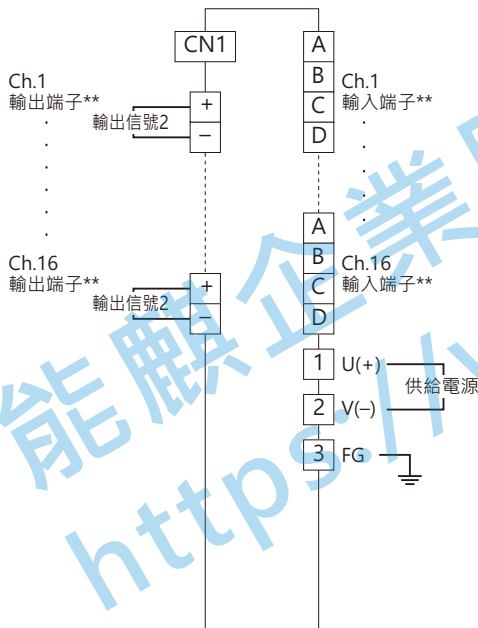 CN1
A
B
C
D
Ch.1
輸出端子**
輸出信號2
+
–
Ch.1
輸入端子**
Ch.16
輸出端子**
輸出信號2
+
–
A
B
C
D
Ch.16
輸入端子**
1 U(+)
供給電源
2 V(–)
3 FG
能麒企業
https://